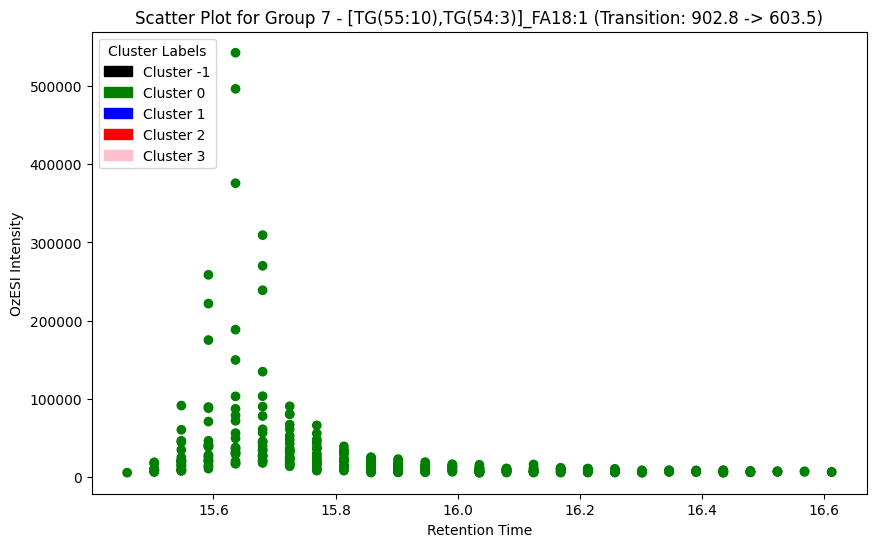 Scatter Plot for Group 7 - [TG(55:10),TG(54:3)]_FA18:1 (Transition: 902.8 -> 603.5)
Cluster Labels
Cluster -1
Cluster 0
Cluster 1
Cluster 2
Cluster 3
500000
400000
300000
200000
100000
0
OzESI Intensity
15.6
15.8
16.0
16.2
16.4
16.6
Retention Time